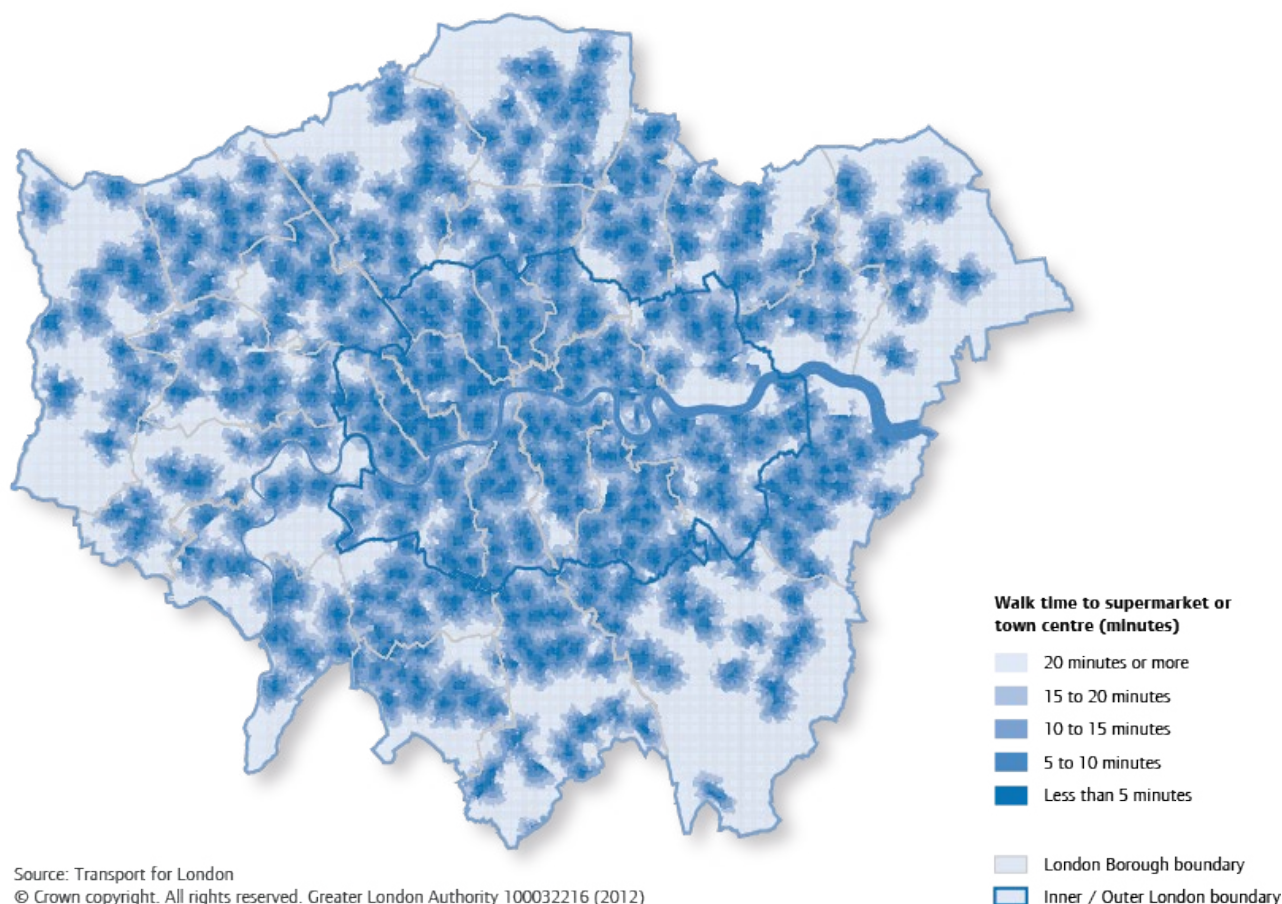 Walk time to supermarket or
town centre (minutes)
20 minutes or more
15 to 20 minutes
10 to 15 minutes
5 to 10 minutes
Less than 5 minutes
London Borough boundary
Inner / Outer London boundary
Source: Transport for London
© Crown copyright. All rights reserved. Greater London Authority 100032216 (2012)